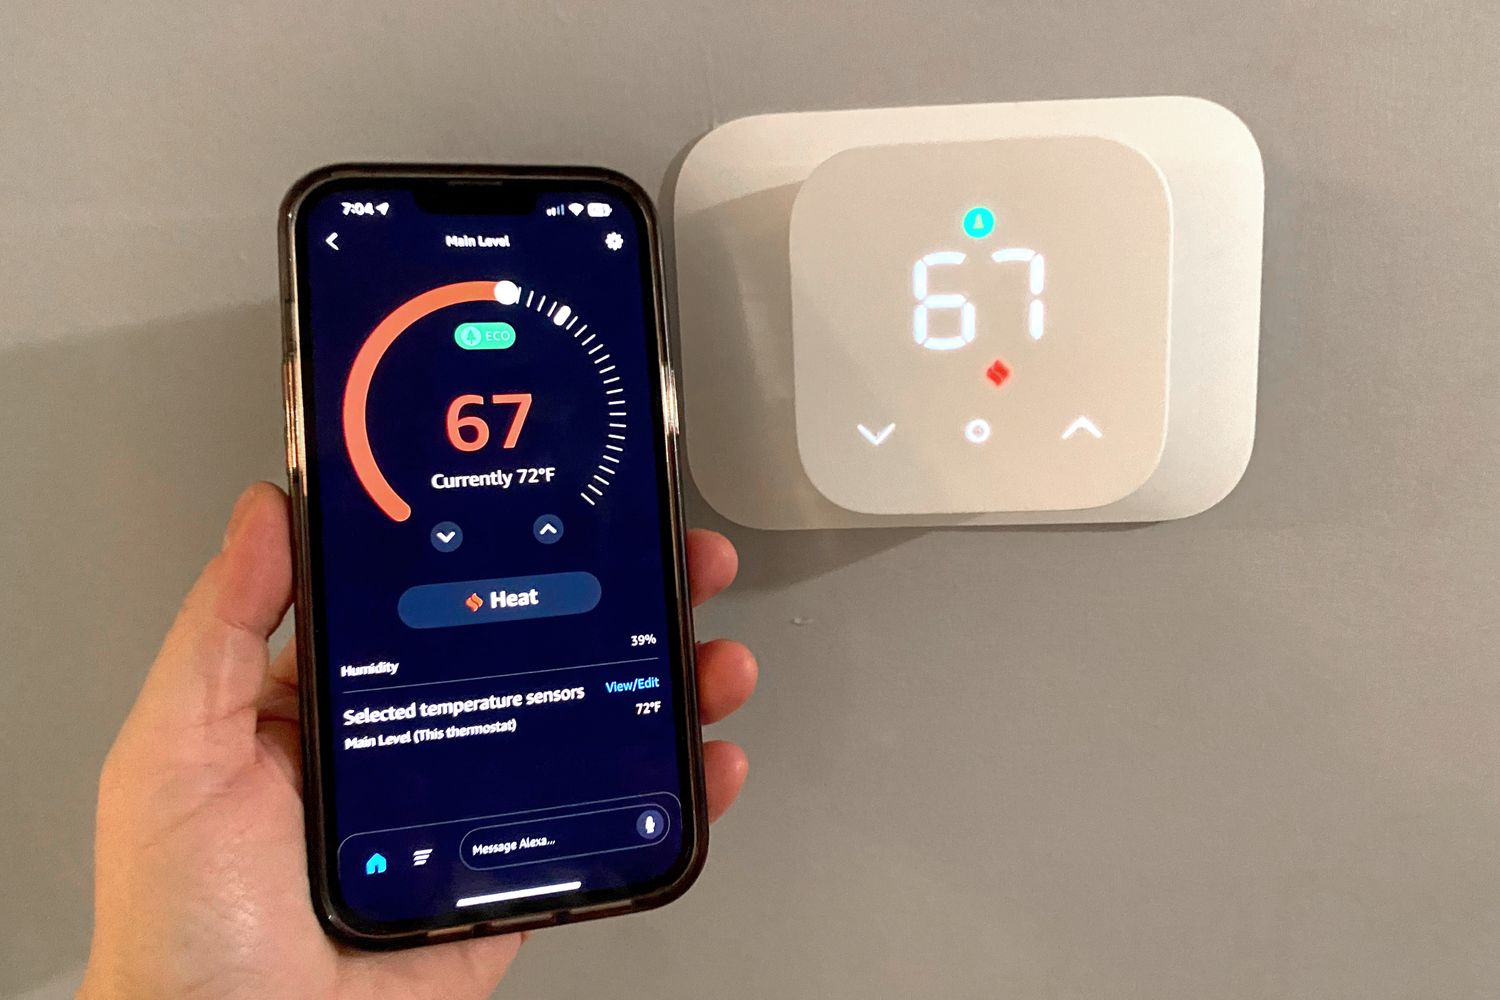 7:04
Main Level
ECO
67
Currently 72°F
Heat
39%
Humidity
Selected temperature sensors View/Edit
Main Level (This thermostat) 72°F
Message Alexa...
67